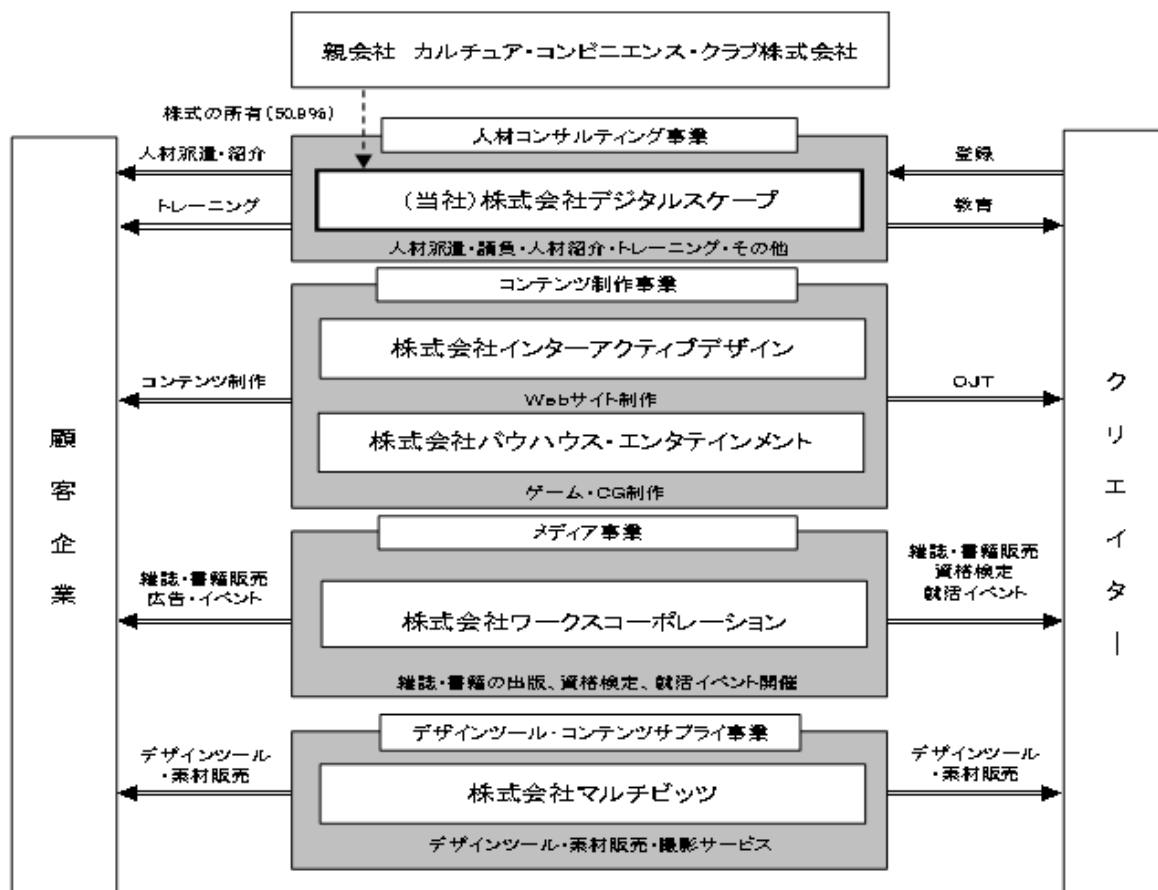 親会社 カルチュア・コンビニエンス・クラブ株式会社
株式の所有(50.8%)
人材コンサルティング事業
人材派遣・紹介
登録
(当社)株式会社デジタルスケープ
トレーニング
教育
人材派遣・請負・人材紹介・トレーニング・その他
コンテンツ制作事業
株式会社インターアクティブデザイン
コンテンツ制作
OJT
Webサイト制作
株式会社バウハウス・エンタテインメント
ゲーム・CG制作
顧客企業
クリエイター
メディア事業
雑誌・書籍販売
広告・イベント
雑誌・書籍販売
資格検定
就活イベント
株式会社ワークスコーポレーション
雑誌・書籍の出版、資格検定、就活イベント開催
デザインツール・コンテンツサプライ事業
デザインツール
・素材販売
デザインツール
・素材販売
株式会社マルチビッツ
デザインツール・素材販売・撮影サービス